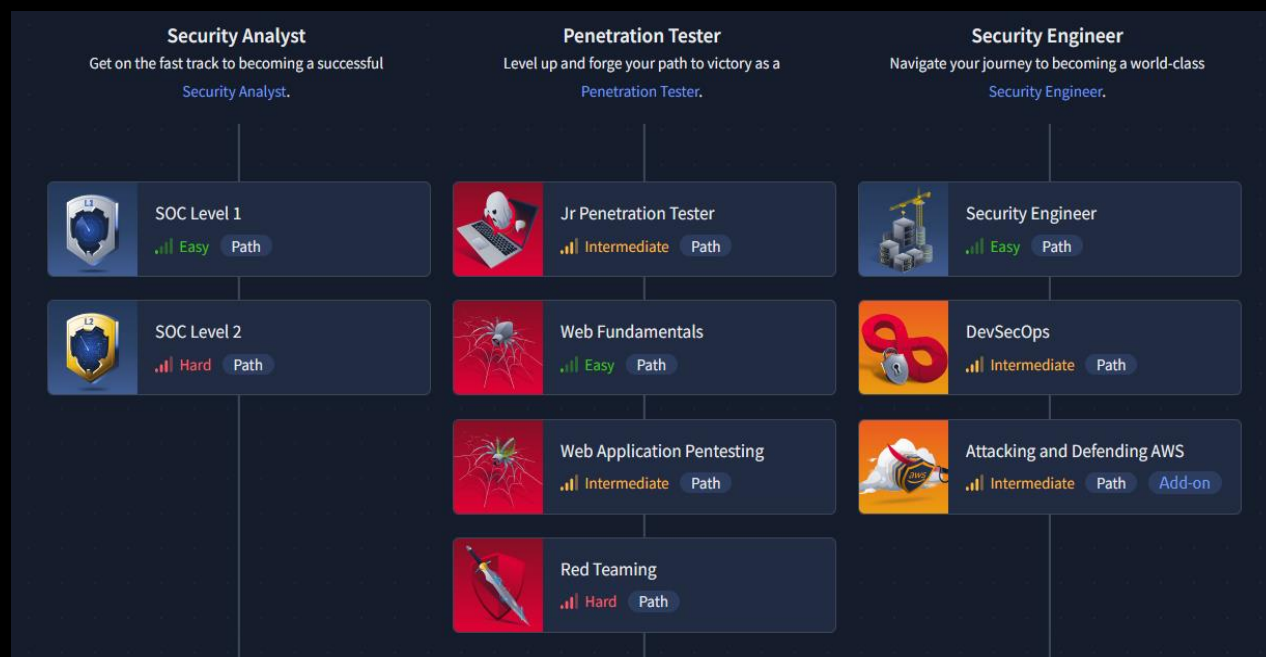 Security Analyst
Get on the fast track to becoming a successful
Security Analyst.
L1
SOC Level 1
Easy Path
L2
SOC Level 2
Hard Path
Penetration Tester
Level up and forge your path to victory as a
Penetration Tester.
Jr Penetration Tester
Intermediate Path
Web Fundamentals
Easy Path
Web Application Pentesting
Intermediate Path
Red Teaming
Hard Path
Security Engineer
Navigate your journey to becoming a world-class
Security Engineer.
Security Engineer
Easy Path
DevSecOps
Intermediate Path
aws
Attacking and Defending AWS
Intermediate Path Add-on